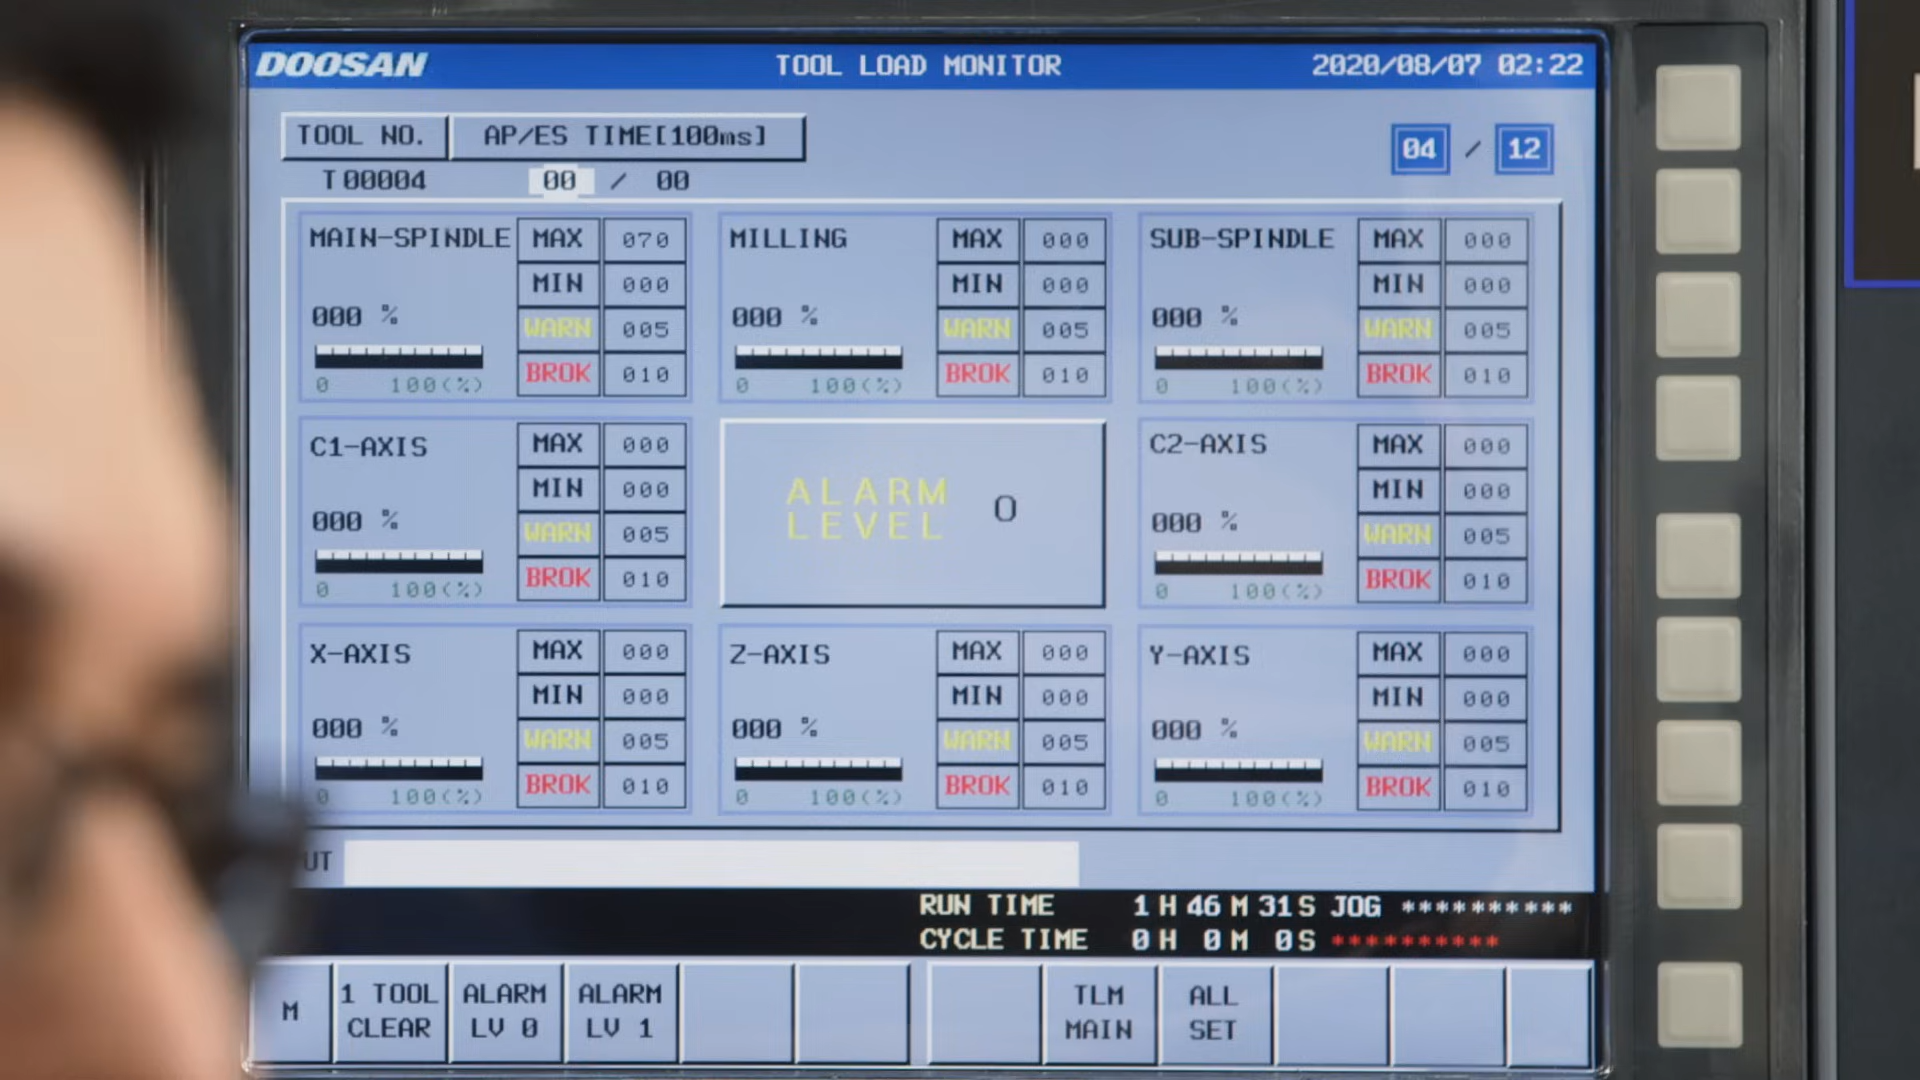 DOOSAN TOOL LOAD MONITOR 2020/08/07 02:22
TOOL NO. AP/ES TIME[100ms] 04 / 12
T00004 00 / 00
MAIN-SPINDLE MAX 070 MILLING MAX 000 SUB-SPINDLE MAX 000
MIN 000 MIN 000 MIN 000
000 % WARN 005 000 % WARN 005 000 % WARN 005
0 100(%) BROK 010 0 100(%) BROK 010 0 100(%) BROK 010
C1-AXIS MAX 000 C2-AXIS MAX 000
MIN 000 ALARM LEVEL 0 MIN 000
000 % WARN 005 000 % WARN 005
0 100(%) BROK 010 0 100(%) BROK 010
X-AXIS MAX 000 Z-AXIS MAX 000 Y-AXIS MAX 000
MIN 000 MIN 000 MIN 000
000 % WARN 005 000 % WARN 005 000 % WARN 005
0 100(%) BROK 010 0 100(%) BROK 010 0 100(%) BROK 010
UT
RUN TIME 1 H 46 M 31 S JOG **********
CYCLE TIME 0 H 0 M 0 S **********
M 1 TOOL CLEAR ALARM LV 0 ALARM LV 1 TLM MAIN ALL SET